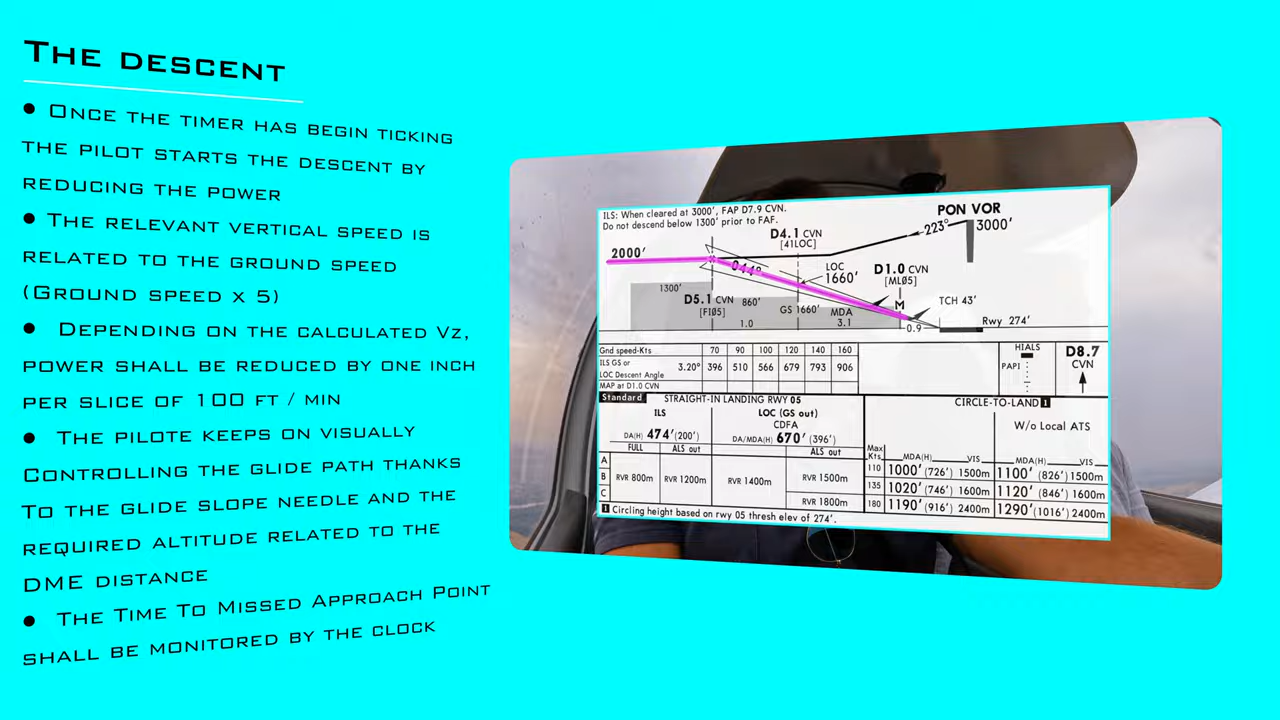 The descent
● Once the timer has begin ticking
the pilot starts the descent by
reducing the power
● The relevant vertical speed is
related to the ground speed
(Ground speed x 5)
● Depending on the calculated Vz,
power shall be reduced by one inch
per slice of 100 ft / min
● The pilote keeps on visually
Controlling the glide path thanks
To the glide slope needle and the
required altitude related to the
DME distance
● The Time To Missed Approach Point
shall be monitored by the clock
ILS: When cleared at 3000', FAP D7.9 CVN.
Do not descend below 1300' prior to FAF.
PON VOR
3000'
223°
D4.1 CVN
[41LOC]
2000'
044°
LOC
1660'
D1.0 CVN
[ML05]
1300'
D5.1 CVN
[FI05]
860'
GS 1660'
MDA
M
TCH 43'
1.0
3.1
0.9
Rwy 274'
Gnd speed-Kts 70 90 100 120 140 160
ILS GS or
LOC Descent Angle 3.20° 396 510 566 679 793 906
MAP at D1.0 CVN
HIALS
PAPI
D8.7
CVN
Standard STRAIGHT-IN LANDING RWY 05
CIRCLE-TO-LAND 1
ILS
LOC (GS out)
CDFA
W/o Local ATS
DA(H) 474' (200')
DA/MDA(H) 670' (396')
FULL ALS out
ALS out
Max
Kts. MDA(H) VIS MDA(H) VIS
A
B
C
RVR 800m RVR 1200m RVR 1400m RVR 1500m
RVR 1800m
110 1000' (726') 1500m 1100' (826') 1500m
135 1020' (746') 1600m 1120' (846') 1600m
180 1190' (916') 2400m 1290' (1016') 2400m
1 Circling height based on rwy 05 thresh elev of 274'.